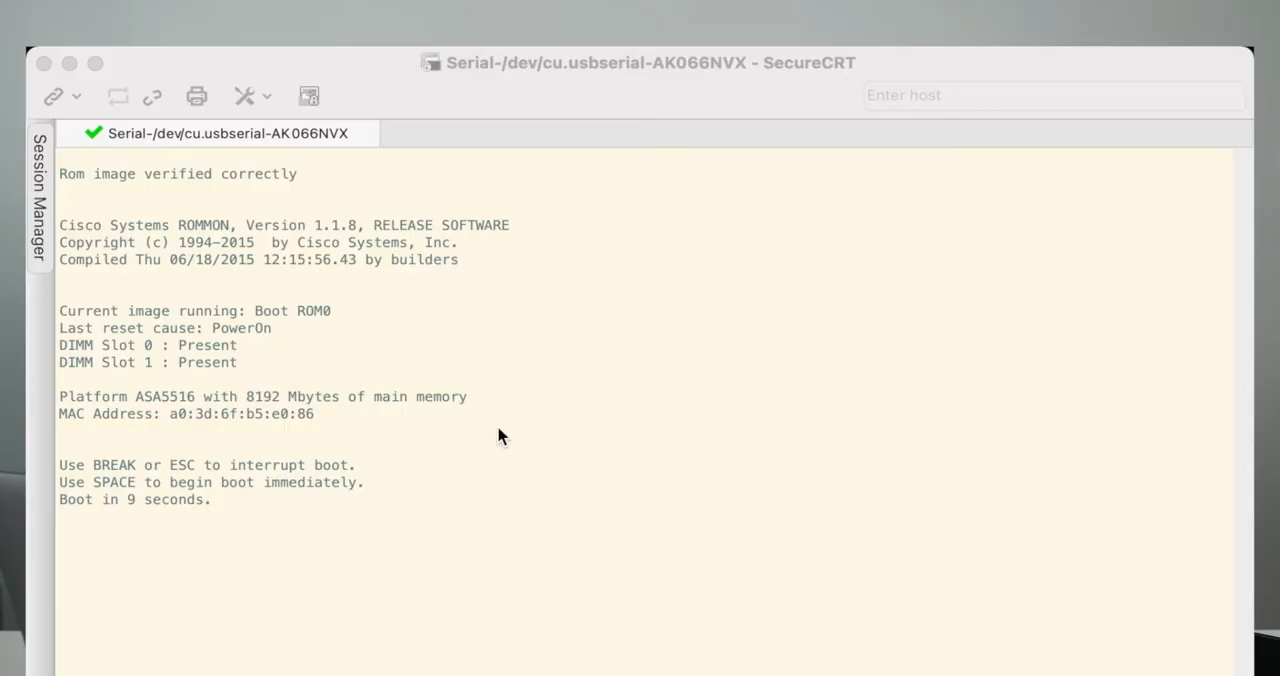 Serial-/dev/cu.usbserial-AK066NVX - SecureCRT
Enter host
Serial-/dev/cu.usbserial-AK066NVX
Session Manager
Rom image verified correctly
Cisco Systems ROMMON, Version 1.1.8, RELEASE SOFTWARE
Copyright (c) 1994-2015  by Cisco Systems, Inc.
Compiled Thu 06/18/2015 12:15:56.43 by builders
Current image running: Boot ROM0
Last reset cause: PowerOn
DIMM Slot 0 : Present
DIMM Slot 1 : Present
Platform ASA5516 with 8192 Mbytes of main memory
MAC Address: a0:3d:6f:b5:e0:86
Use BREAK or ESC to interrupt boot.
Use SPACE to begin boot immediately.
Boot in 9 seconds.